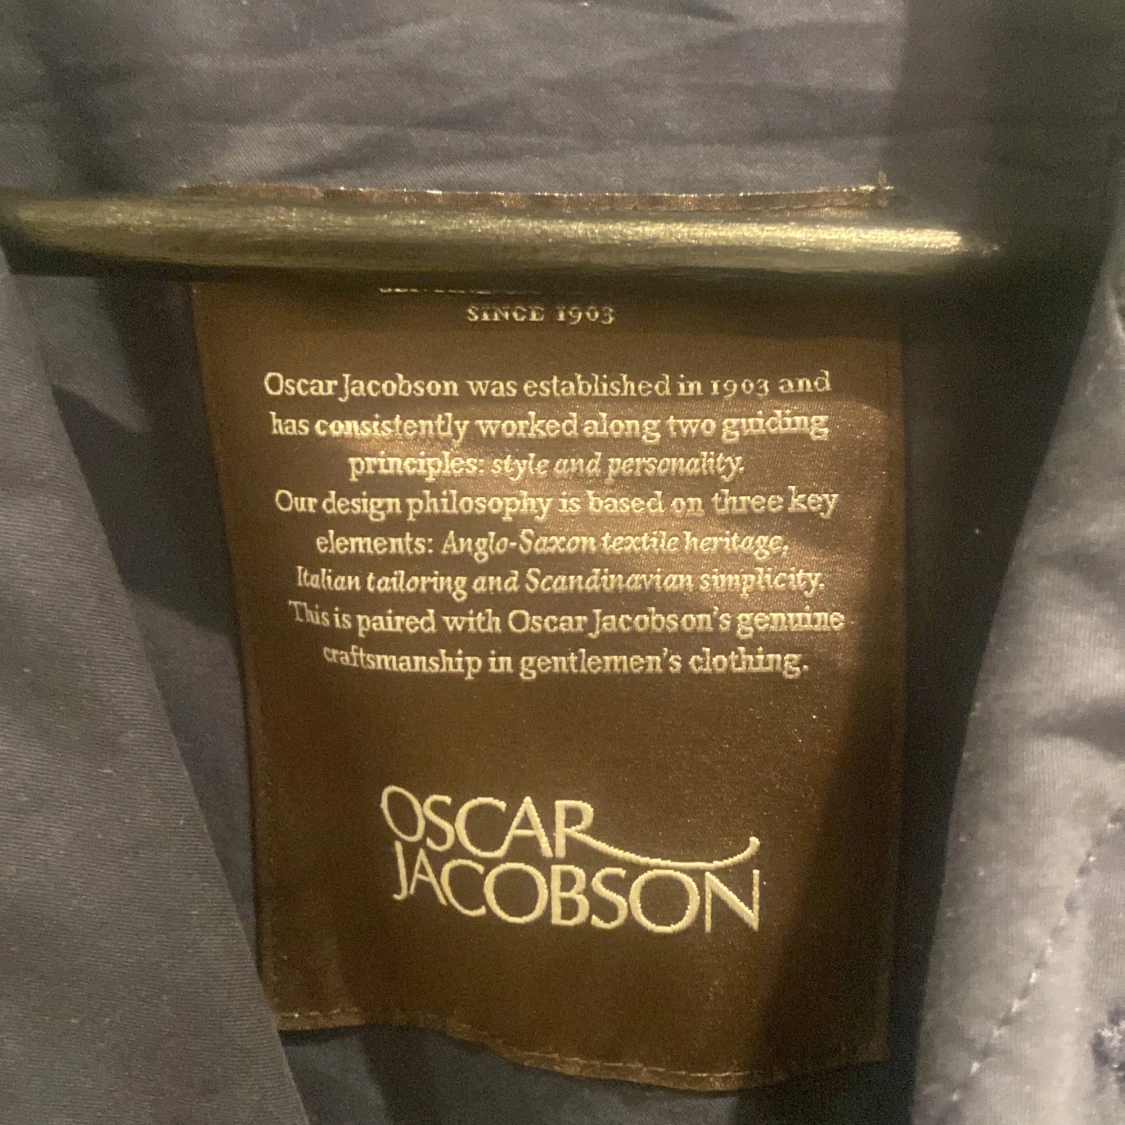 SINCE 1903
Oscar Jacobson was established in 1903 and
has consistently worked along two guiding
principles: style and personality.
Our design philosophy is based on three key
elements: Anglo-Saxon textile heritage,
Italian tailoring and Scandinavian simplicity.
This is paired with Oscar Jacobson's genuine
craftsmanship in gentlemen's clothing.
OSCAR
JACOBSON